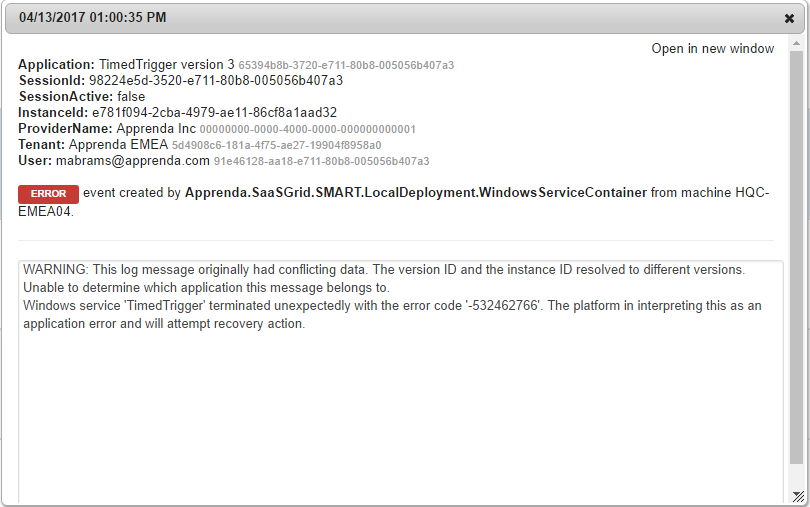 04/13/2017 01:00:35 PM
Open in new window
Application: TimedTrigger version 3 65394b8b-3720-e711-80b8-005056b407a3
SessionId: 98224e5d-3520-e711-80b8-005056b407a3
SessionActive: false
InstanceId: e781f094-2cba-4979-ae11-86cf8a1aad32
ProviderName: Apprenda Inc 00000000-0000-4000-0000-000000000001
Tenant: Apprenda EMEA 5d4908c6-181a-4f75-ae27-19904f8958a0
User: mabrams@apprenda.com 91e46128-aa18-e711-80b8-005056b407a3
ERROR event created by Apprenda.SaaSGrid.SMART.LocalDeployment.WindowsServiceContainer from machine HQC-
EMEA04.
WARNING: This log message originally had conflicting data. The version ID and the instance ID resolved to different versions.
Unable to determine which application this message belongs to.
Windows service 'TimedTrigger' terminated unexpectedly with the error code '-532462766'. The platform in interpreting this as an
application error and will attempt recovery action.